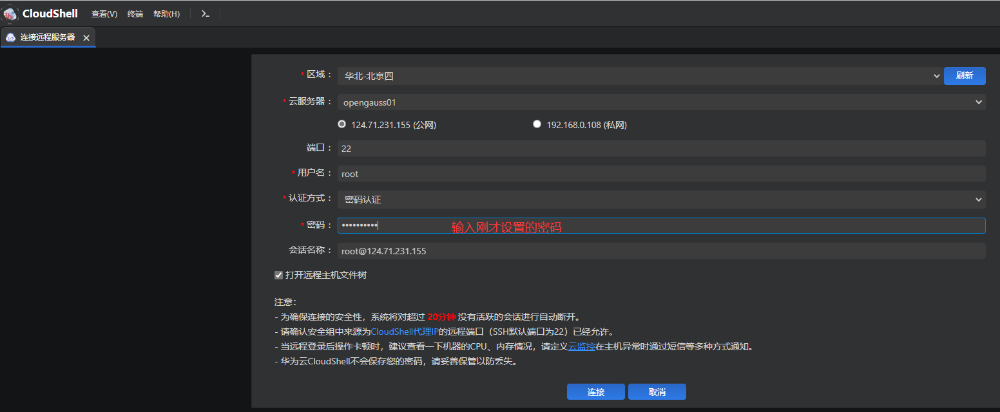 CloudShell 查看(V) 终端 帮助(H)
连接远程服务器
* 区域： 华北-北京四 刷新
* 云服务器： opengauss01
124.71.231.155 (公网) 192.168.0.108 (私网)
端口： 22
* 用户名： root
* 认证方式： 密码认证
* 密码： •••••••••• 输入刚才设置的密码
会话名称： root@124.71.231.155
打开远程主机文件树
注意：
- 为确保连接的安全性，系统将对超过 20分钟 没有活跃的会话进行自动断开。
- 请确认安全组中来源为CloudShell代理IP的远程端口（SSH默认端口为22）已经允许。
- 当远程登录后操作卡顿时，建议查看一下机器的CPU、内存情况，请定义云监控在主机异常时通过短信等多种方式通知。
- 华为云CloudShell不会保存您的密码，请妥善保管以防丢失。
连接 取消